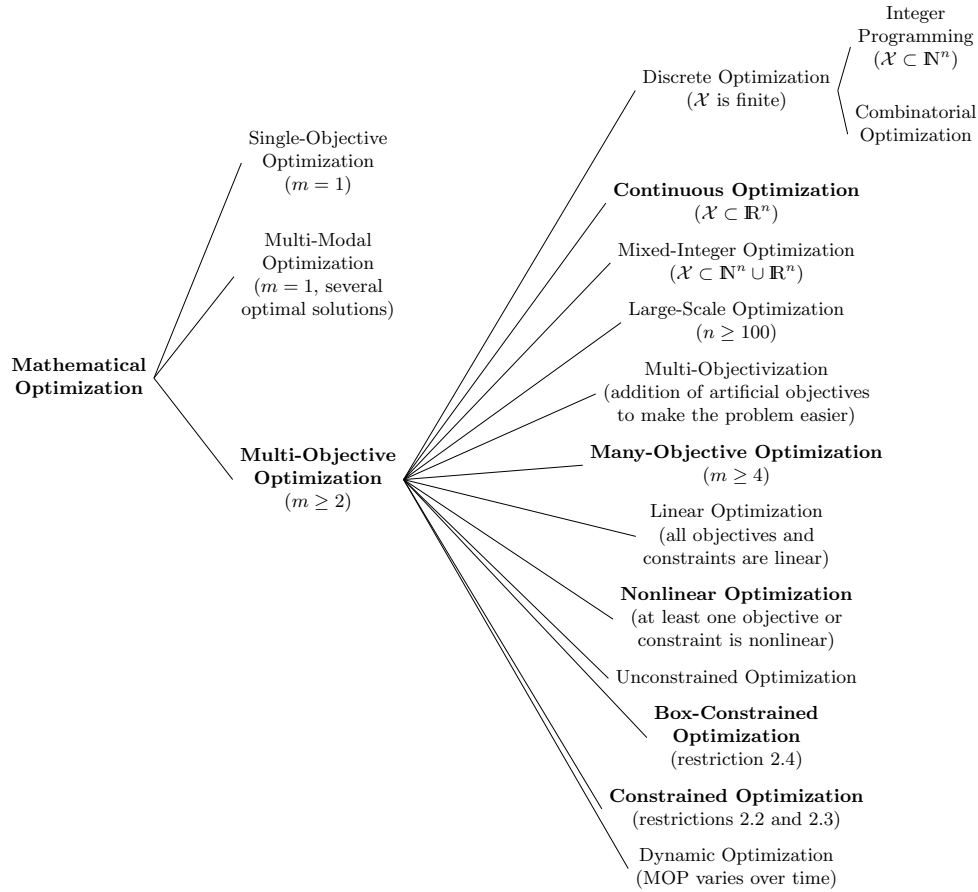 Mathematical
Optimization
Single-Objective
Optimization
(m = 1)
Multi-Modal
Optimization
(m = 1, several
optimal solutions)
Multi-Objective
Optimization
(m ≥ 2)
Discrete Optimization
(𝒳 is finite)
Integer
Programming
(𝒳 ⊂ ℕⁿ)
Combinatorial
Optimization
Continuous Optimization
(𝒳 ⊂ ℝⁿ)
Mixed-Integer Optimization
(𝒳 ⊂ ℕⁿ ∪ ℝⁿ)
Large-Scale Optimization
(n ≥ 100)
Multi-Objectivization
(addition of artificial objectives
to make the problem easier)
Many-Objective Optimization
(m ≥ 4)
Linear Optimization
(all objectives and
constraints are linear)
Nonlinear Optimization
(at least one objective or
constraint is nonlinear)
Unconstrained Optimization
Box-Constrained
Optimization
(restriction 2.4)
Constrained Optimization
(restrictions 2.2 and 2.3)
Dynamic Optimization
(MOP varies over time)